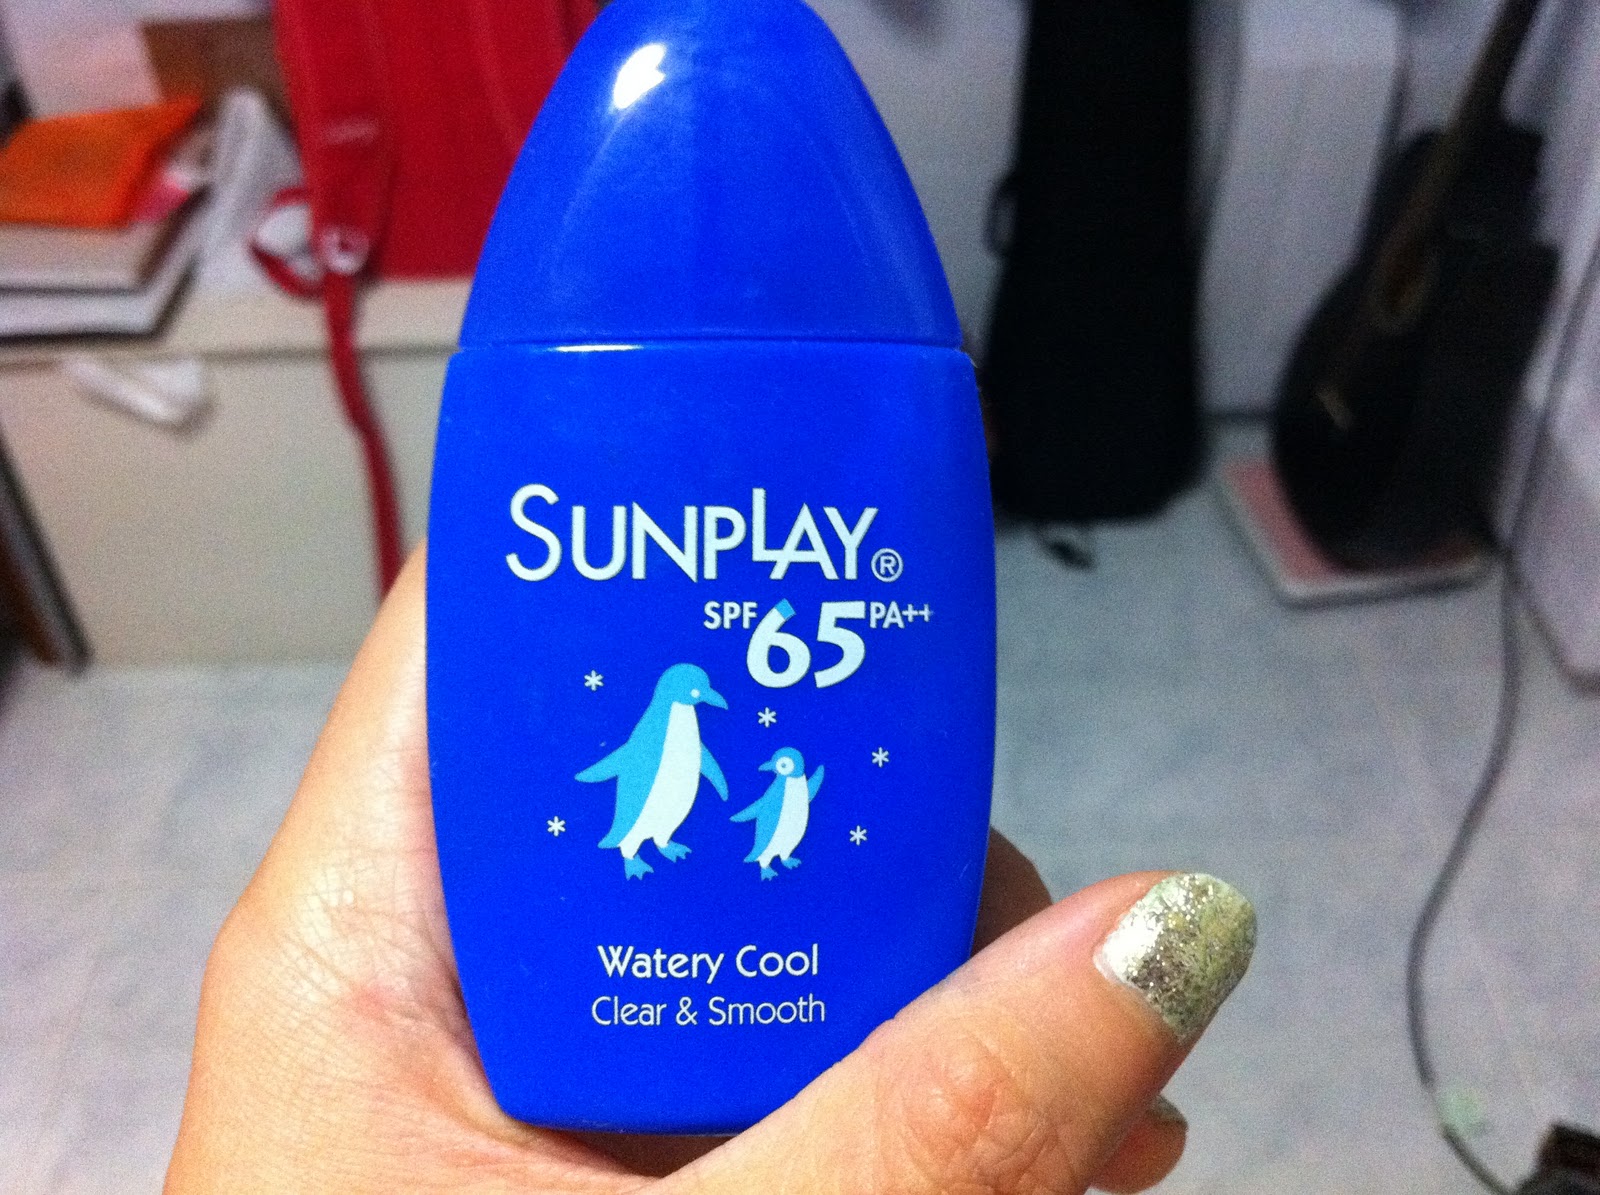 SUNPLAY®
SPF 65 PA++
Watery Cool
Clear & Smooth